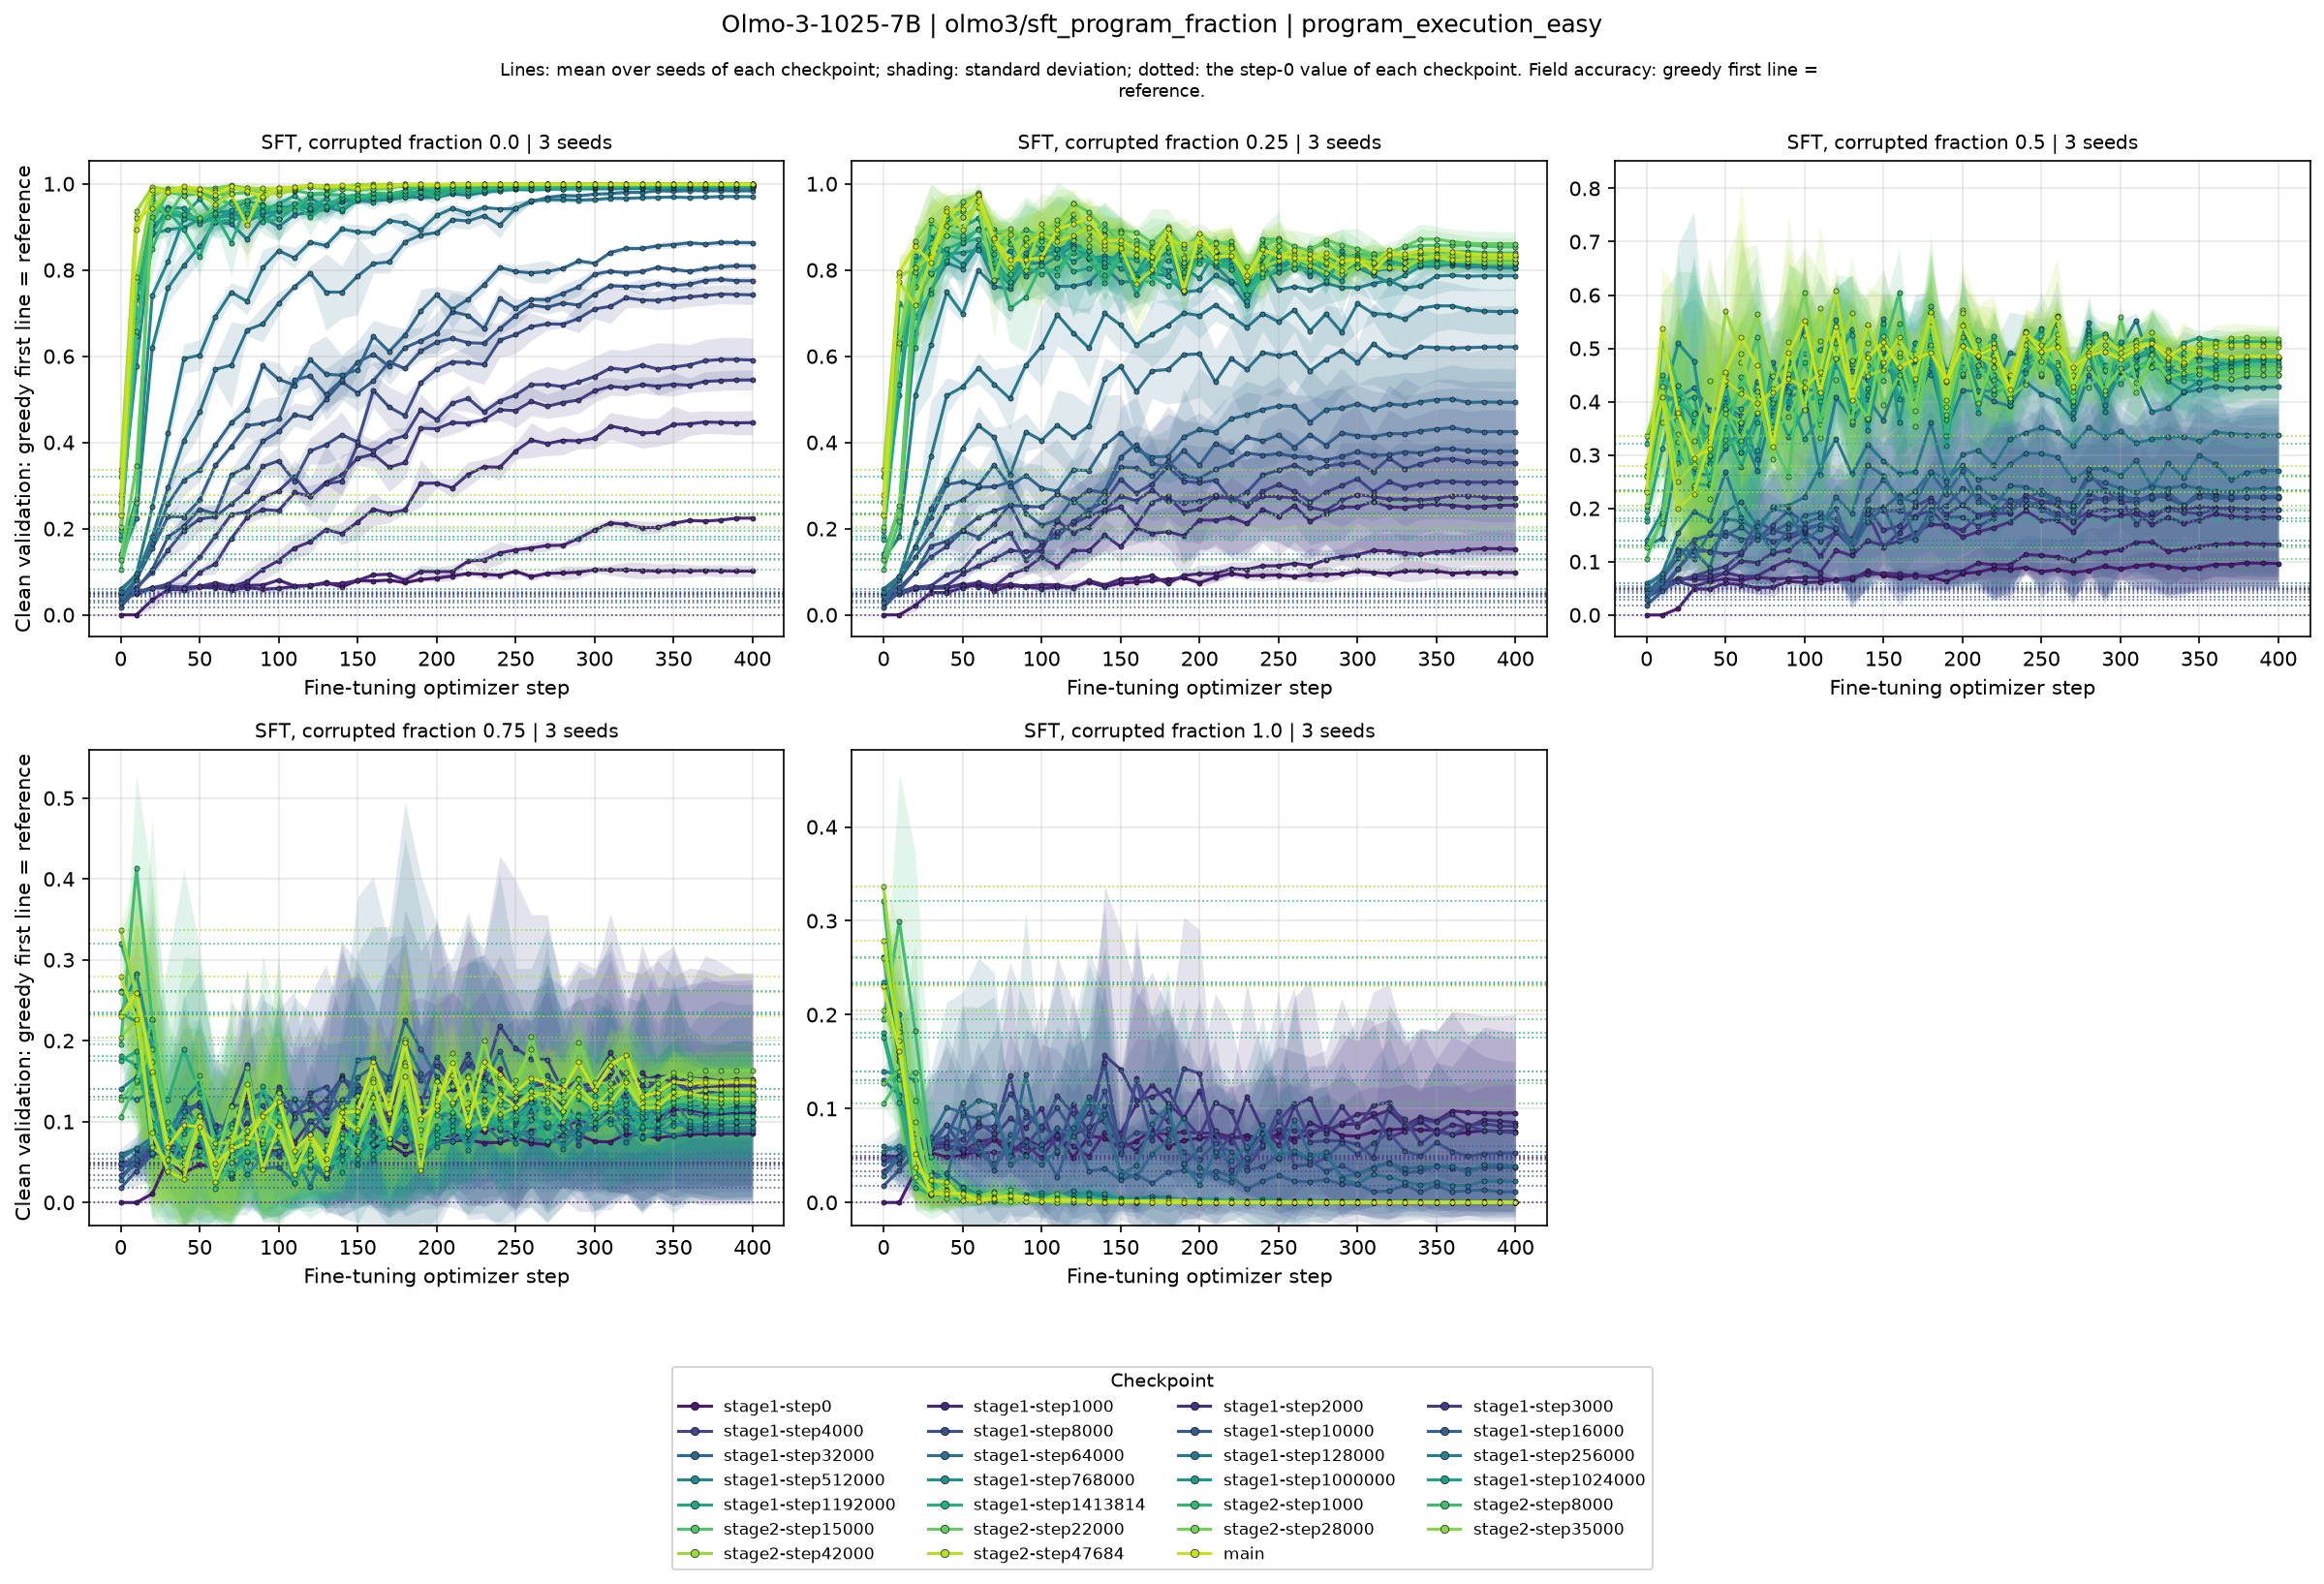 Olmo-3-1025-7B | olmo3/sft_program_fraction | program_execution_easy
Lines: mean over seeds of each checkpoint; shading: standard deviation; dotted: the step-0 value of each checkpoint. Field accuracy: greedy first line =
reference.
SFT, corrupted fraction 0.0 | 3 seeds
Clean validation: greedy first line = reference
1.0
0.8
0.6
0.4
0.2
0.0
0 50 100 150 200 250 300 350 400
Fine-tuning optimizer step
SFT, corrupted fraction 0.25 | 3 seeds
1.0
0.8
0.6
0.4
0.2
0.0
0 50 100 150 200 250 300 350 400
Fine-tuning optimizer step
SFT, corrupted fraction 0.5 | 3 seeds
0.8
0.7
0.6
0.5
0.4
0.3
0.2
0.1
0.0
0 50 100 150 200 250 300 350 400
Fine-tuning optimizer step
SFT, corrupted fraction 0.75 | 3 seeds
Clean validation: greedy first line = reference
0.5
0.4
0.3
0.2
0.1
0.0
0 50 100 150 200 250 300 350 400
Fine-tuning optimizer step
SFT, corrupted fraction 1.0 | 3 seeds
0.4
0.3
0.2
0.1
0.0
0 50 100 150 200 250 300 350 400
Fine-tuning optimizer step
Checkpoint
stage1-step0 stage1-step1000 stage1-step2000 stage1-step3000
stage1-step4000 stage1-step8000 stage1-step10000 stage1-step16000
stage1-step32000 stage1-step64000 stage1-step128000 stage1-step256000
stage1-step512000 stage1-step768000 stage1-step1000000 stage1-step1024000
stage1-step1192000 stage1-step1413814 stage2-step1000 stage2-step8000
stage2-step15000 stage2-step22000 stage2-step28000 stage2-step35000
stage2-step42000 stage2-step47684 main